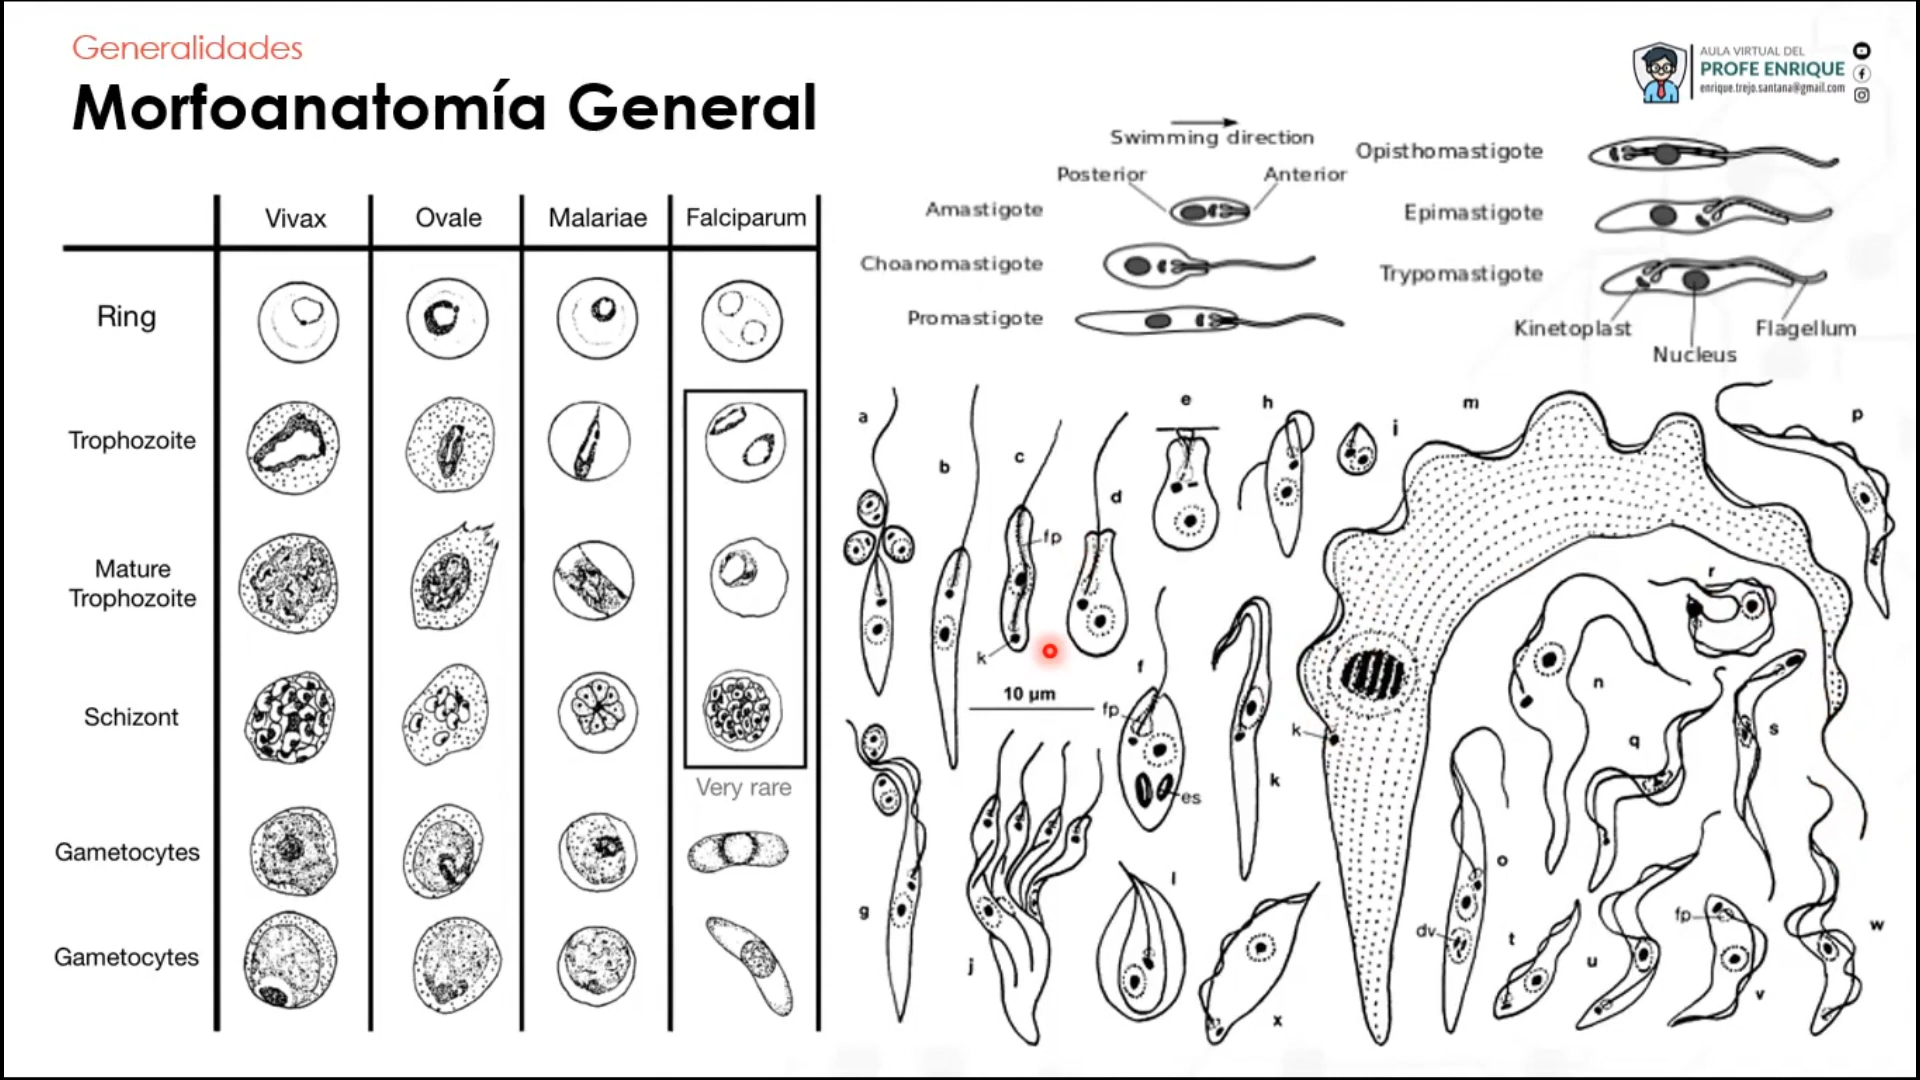 Generalidades
Morfoanatomía General
AULA VIRTUAL DEL
PROFE ENRIQUE
enrique.trejo.santana@gmail.com
Vivax Ovale Malariae Falciparum
Ring
Trophozoite
Mature
Trophozoite
Schizont
Very rare
Gametocytes
Gametocytes
Swimming direction
Posterior Anterior
Amastigote
Choanomastigote
Promastigote
Opisthomastigote
Epimastigote
Trypomastigote
Kinetoplast Flagellum
Nucleus
a
b
c
fp
k
d
e
h
i
m
p
10 µm
f
fp
es
k
k
r
n
q
s
g
j
l
x
o
dv
t
u
fp
v
w